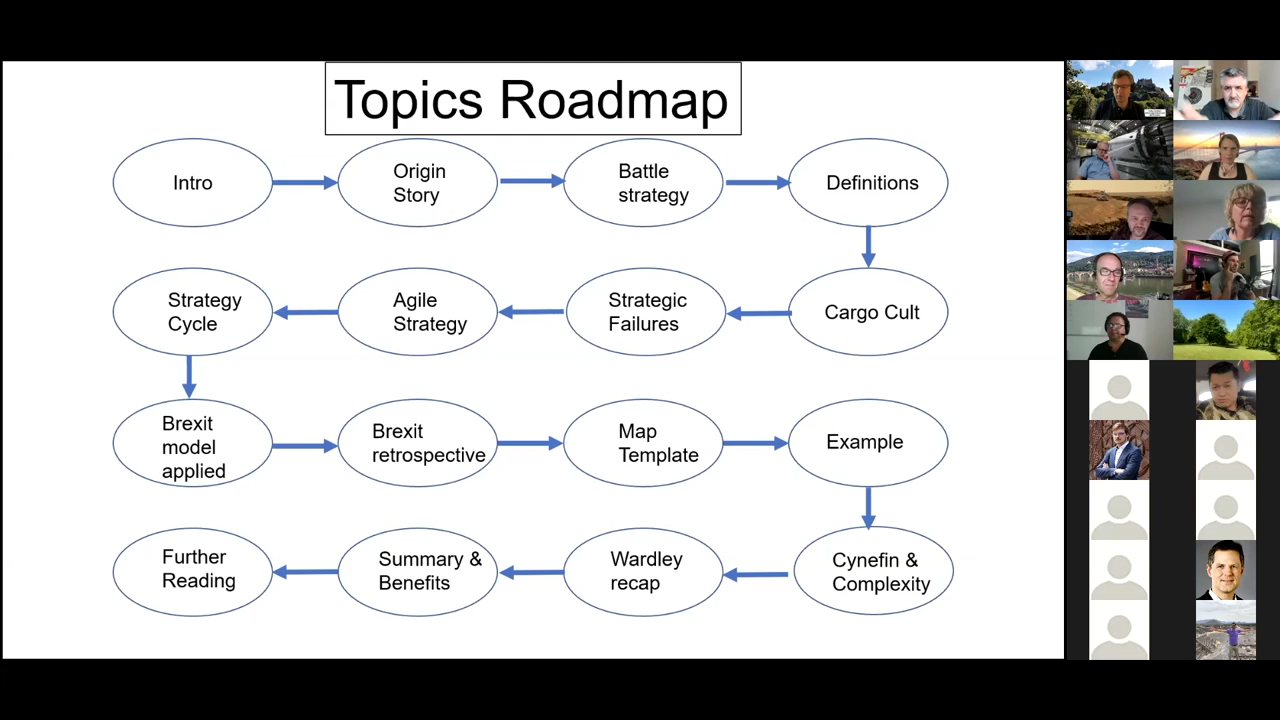 Topics Roadmap
Intro
Origin
Story
Battle
strategy
Definitions
Cargo Cult
Strategic
Failures
Agile
Strategy
Strategy
Cycle
Brexit
model
applied
Brexit
retrospective
Map
Template
Example
Cynefin &
Complexity
Wardley
recap
Summary &
Benefits
Further
Reading